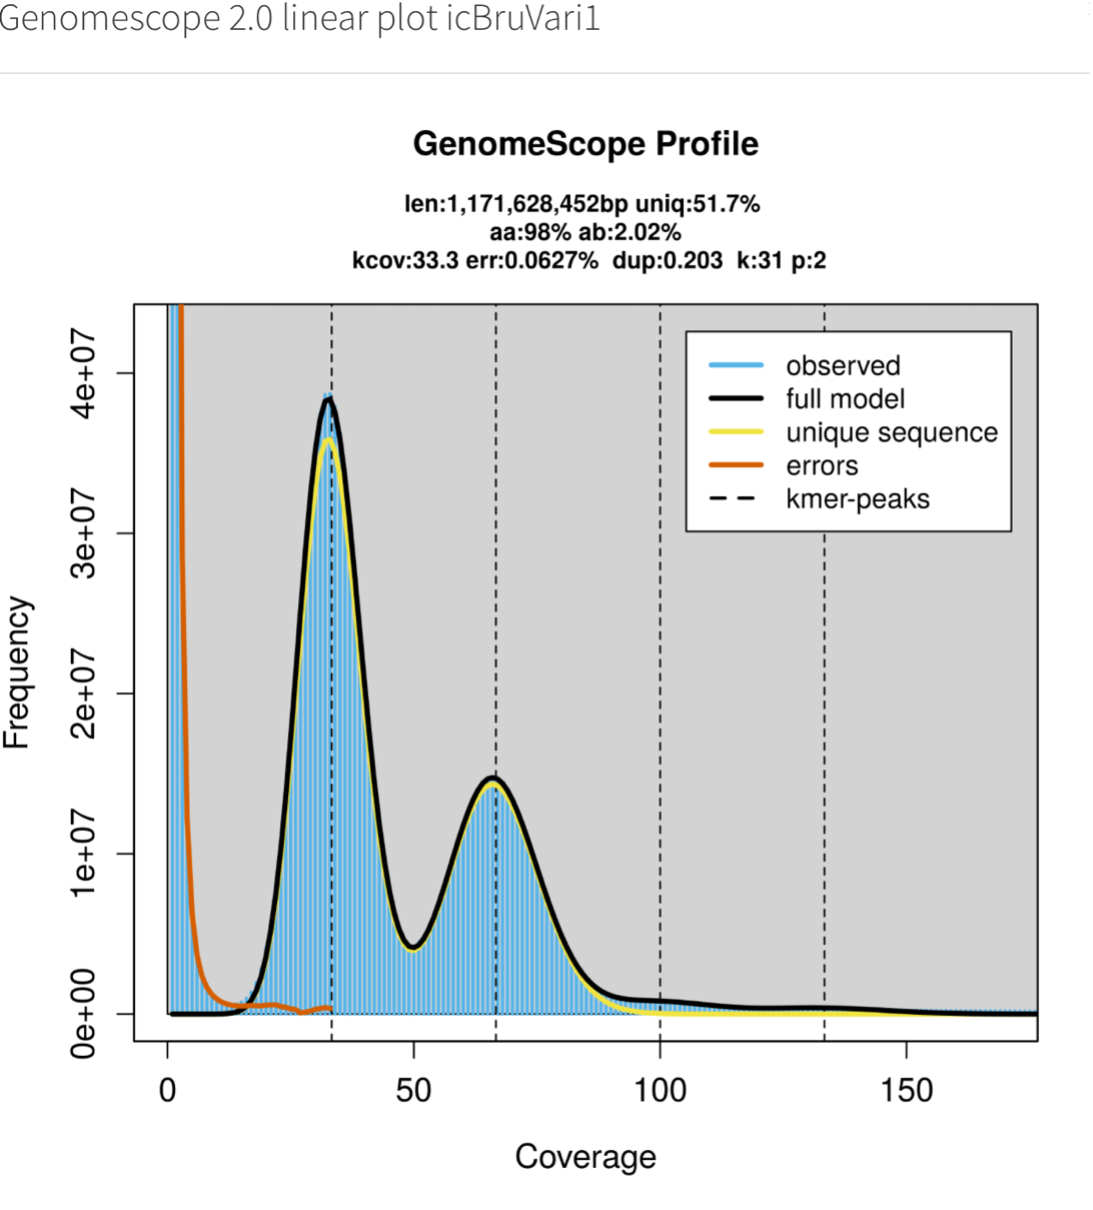 Genomescope 2.0 linear plot icBruVari1
GenomeScope Profile
len:1,171,628,452bp uniq:51.7%
aa:98% ab:2.02%
kcov:33.3 err:0.0627% dup:0.203 k:31 p:2
observed
full model
unique sequence
errors
kmer-peaks
Frequency
4e+07
3e+07
2e+07
1e+07
0e+00
0 50 100 150
Coverage